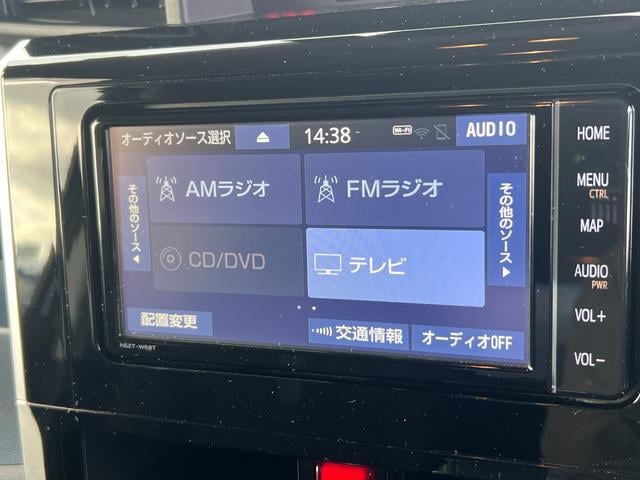 オーディオソース選択
14:38
Wi-Fi
AUDIO
AMラジオ
FMラジオ
その他のソース
その他のソース
CD/DVD
テレビ
配置変更
交通情報
オーディオOFF
NSZT-W68T
HOME
MENU
CTRL
MAP
AUDIO
PWR
VOL+
VOL-